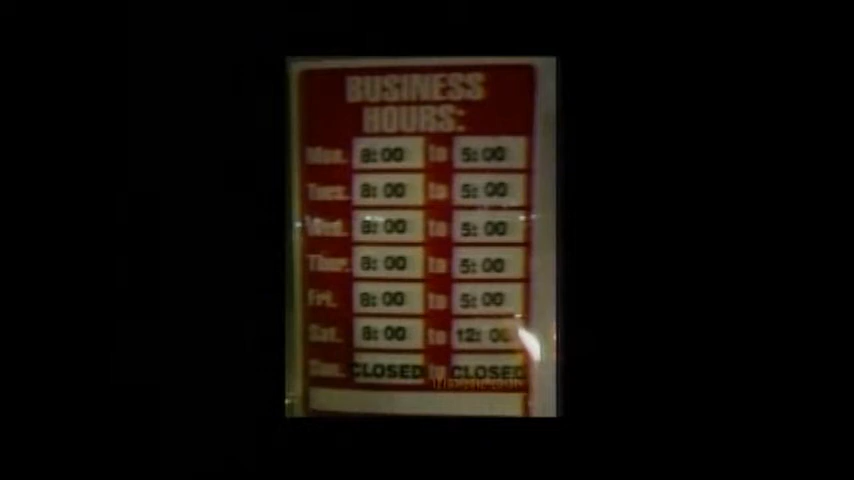 BUSINESS
HOURS:
Mon. 8:00 to 5:00
Tues. 8:00 to 5:00
Wed. 8:00 to 5:00
Thur. 8:00 to 5:00
Fri. 8:00 to 5:00
Sat. 8:00 to 12:00
Sun. CLOSED to CLOSED